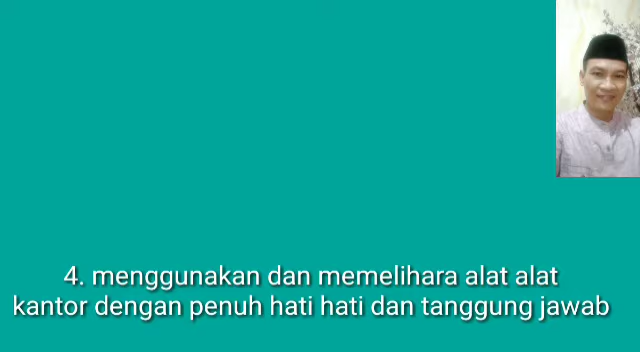 4. menggunakan dan memelihara alat alat
kantor dengan penuh hati hati dan tanggung jawab